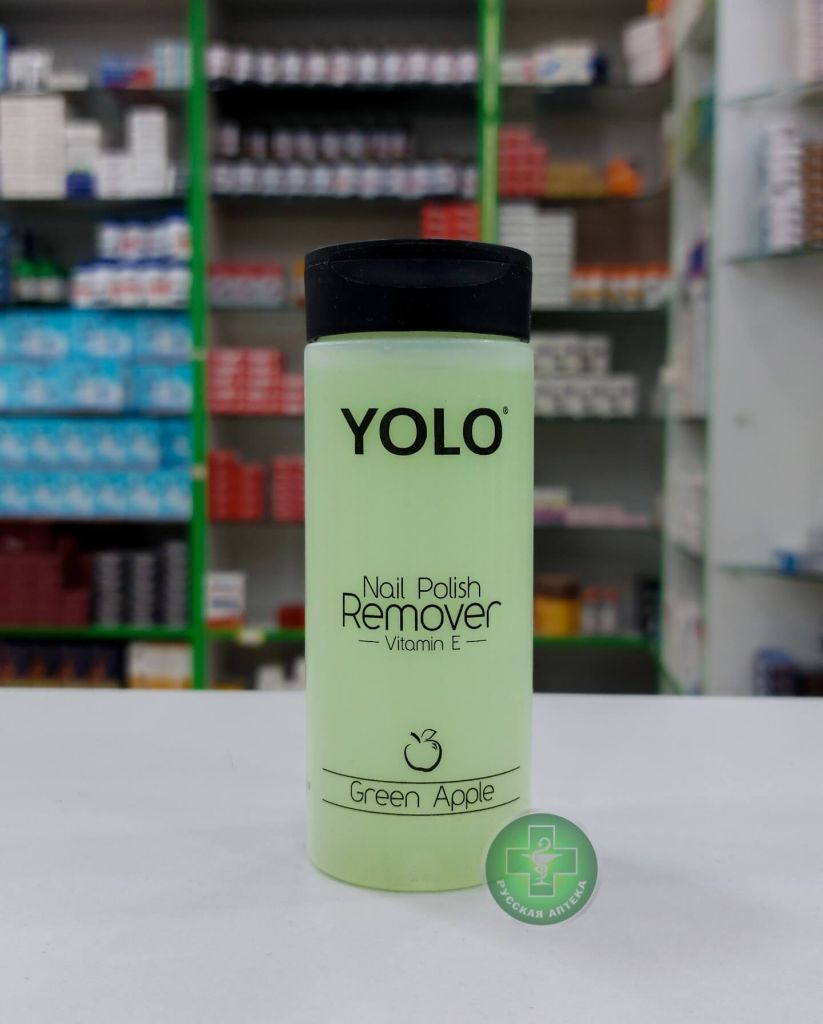 YOLO®
Nail Polish
Remover
— Vitamin E —
Green Apple
РУССКАЯ АПТЕКА